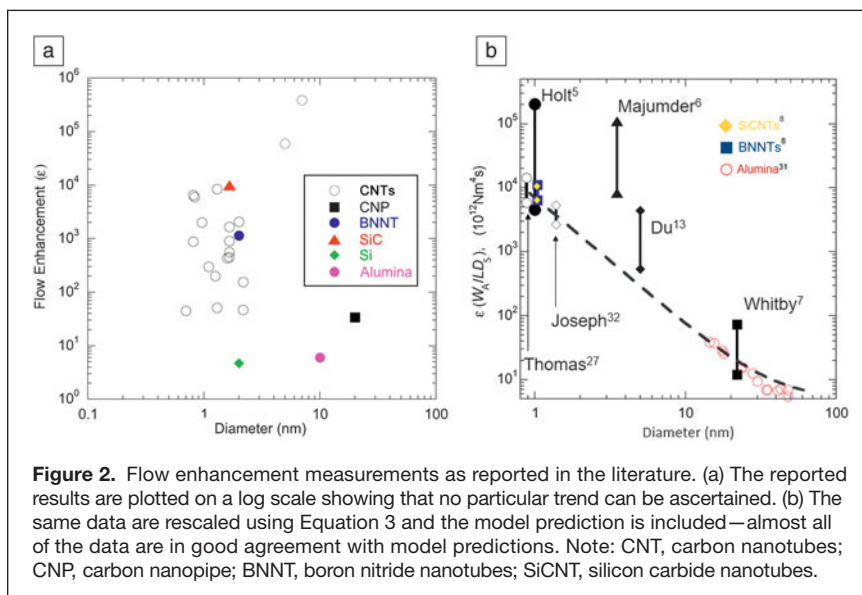 a
10⁶
10⁵
10⁴
10³
10²
10¹
10⁰
Flow Enhancement (ε)
CNTs
CNP
BNNT
SiC
Si
Alumina
0.1
1
10
100
Diameter (nm)
b
ε (W_A/LD_S). (10¹²Nm⁴s)
10⁵
10⁴
10³
10²
10¹
Holt⁵
Majumder⁶
SiCNTs⁸
BNNTs⁸
Alumina³¹
Du¹³
Whitby⁷
Joseph³²
Thomas²⁷
1
10
100
Diameter (nm)
Figure 2. Flow enhancement measurements as reported in the literature. (a) The reported
results are plotted on a log scale showing that no particular trend can be ascertained. (b) The
same data are rescaled using Equation 3 and the model prediction is included—almost all
of the data are in good agreement with model predictions. Note: CNT, carbon nanotubes;
CNP, carbon nanopipe; BNNT, boron nitride nanotubes; SiCNT, silicon carbide nanotubes.